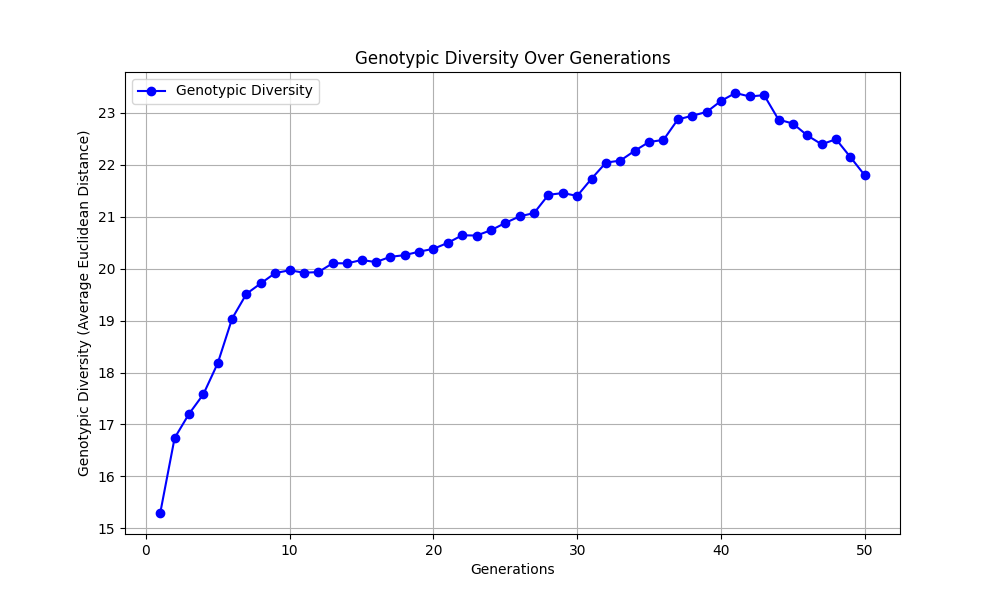 Genotypic Diversity Over Generations
Genotypic Diversity
Genotypic Diversity (Average Euclidean Distance)
23
22
21
20
19
18
17
16
15
0 10 20 30 40 50
Generations